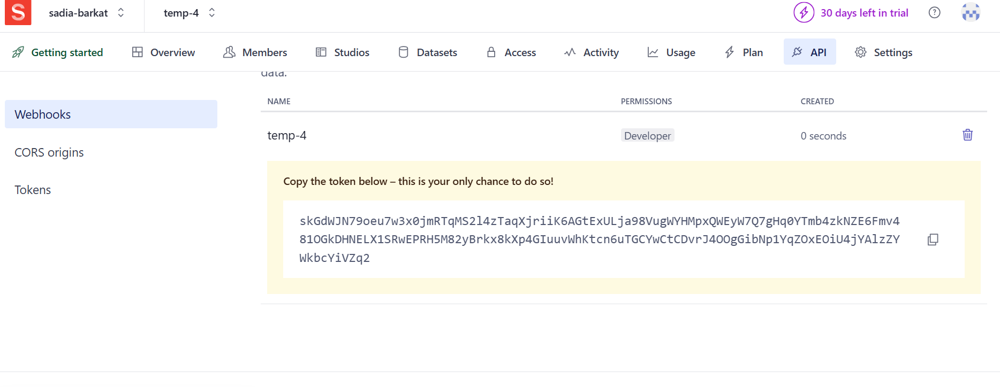 S sadia-barkat temp-4 30 days left in trial ?
Getting started Overview Members Studios Datasets Access Activity Usage Plan API Settings
data.
NAME PERMISSIONS CREATED
Webhooks
temp-4 Developer 0 seconds
CORS origins
Copy the token below – this is your only chance to do so!
Tokens
skGdWJN79oeu7w3x0jmRTqMS2l4zTaqXjriiK6AGtExULja98VugWYHMpxQWEyW7Q7gHq0YTmb4zkNZE6Fmv4
81OGkDHNELX1SRwEPRH5M82yBrkx8kXp4GIuuvWhKtcn6uTGCYwCtCDvrJ4OOgGibNp1YqZOxEOiU4jYAlzZY
WkbcYiVZq2